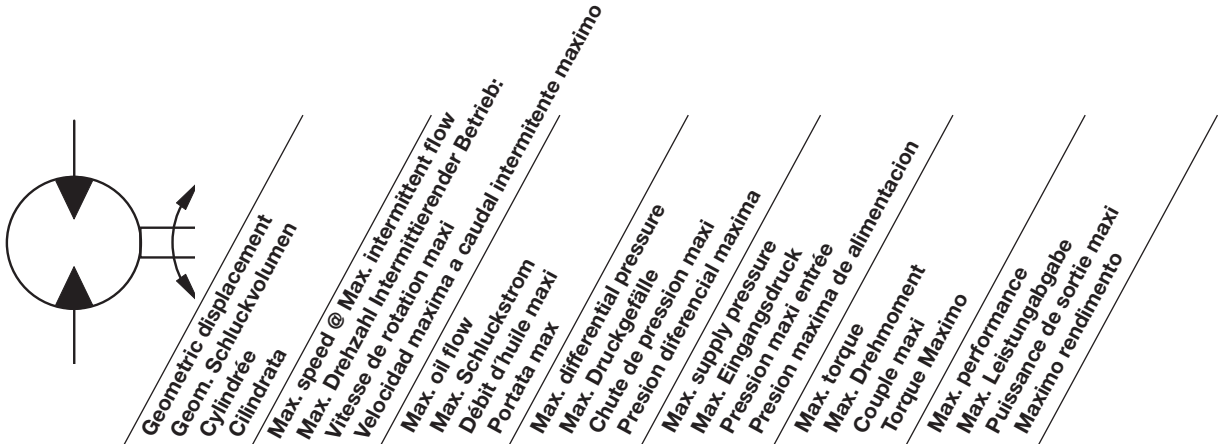 Geometric displacement
Geom. Schluckvolumen
Cylindrée
Cilindrata
Max. speed @ Max. intermittent flow
Max. Drehzahl Intermittierender Betrieb:
Vitesse de rotation maxi
Velocidad maxima a caudal intermitente maximo
Max. oil flow
Max. Schluckstrom
Débit d´huile maxi
Portata max
Max. differential pressure
Max. Druckgefälle
Chute de pression maxi
Presion diferencial maxima
Max. supply pressure
Max. Eingangsdruck
Pression maxi entrée
Presion maxima de alimentacion
Max. torque
Max. Drehmoment
Couple maxi
Torque Maximo
Max. performance
Max. Leistungabgabe
Puissance de sortie maxi
Maximo rendimento